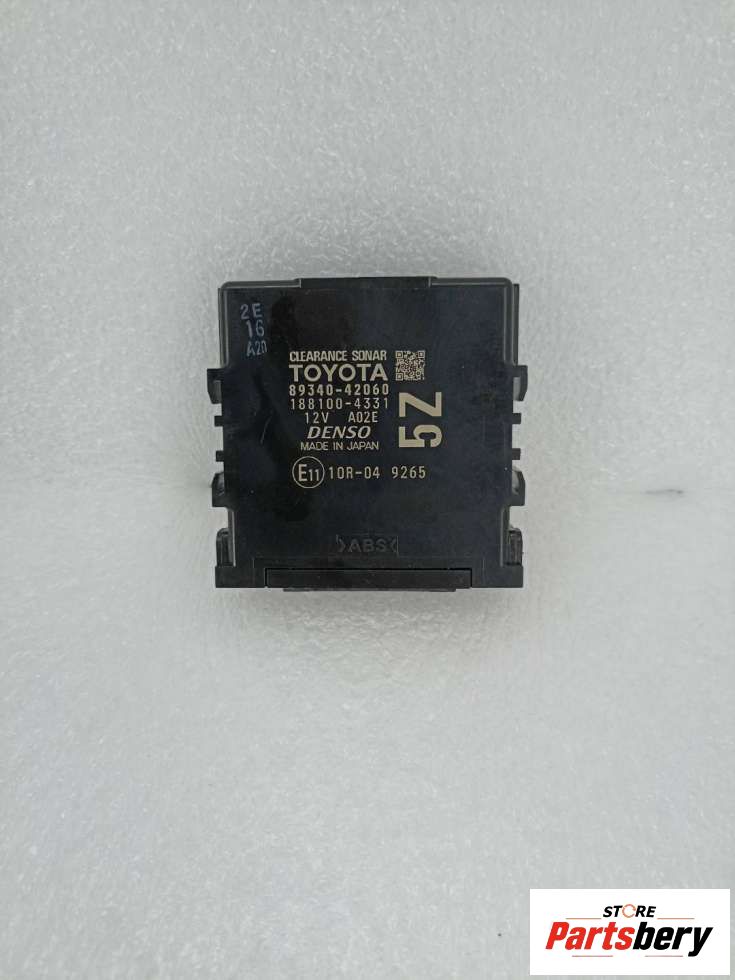 2E
16
A20
CLEARANCE SONAR
TOYOTA
89340-42060
188100-4331
12V A02E
DENSO
MADE IN JAPAN
5Z
E11 10R-04 9265
>ABS<
STORE
Partsbery